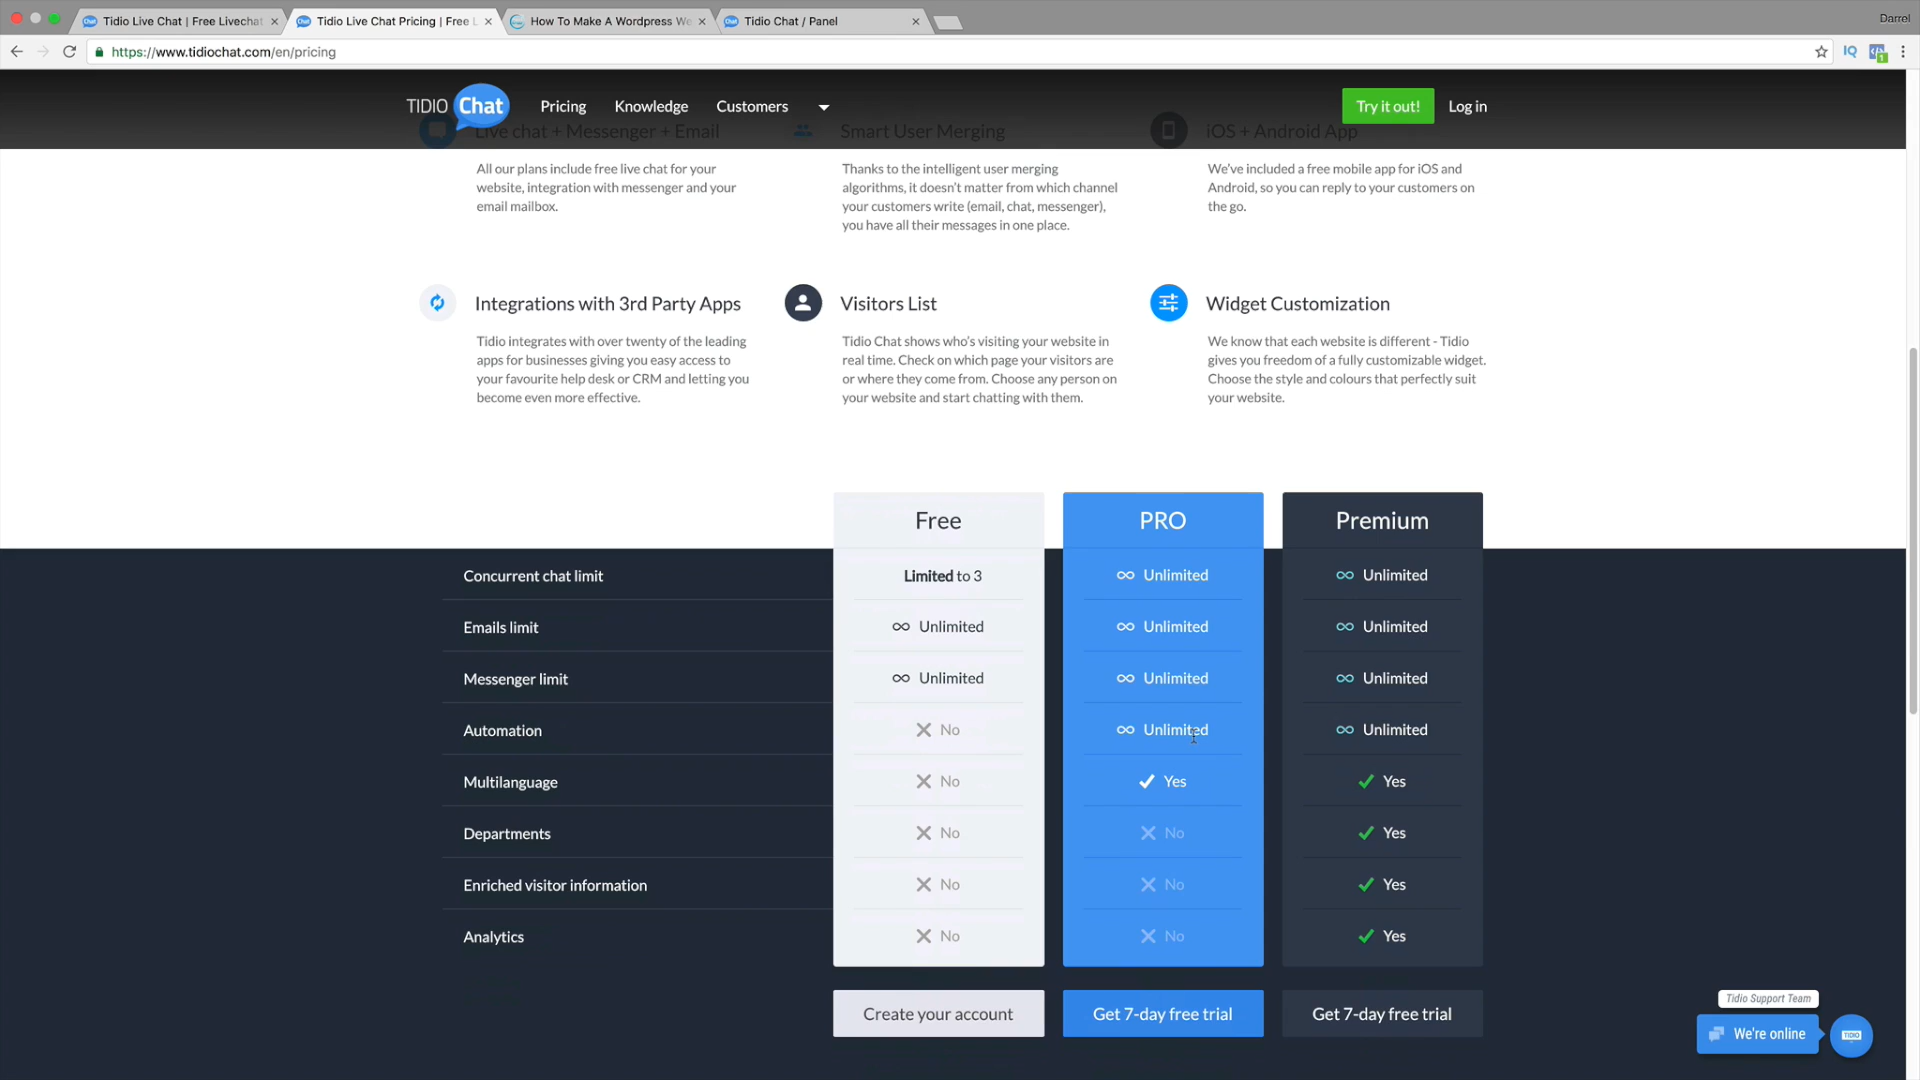 Tidio Live Chat | Free Livechat
Tidio Live Chat Pricing | Free L
How To Make A Wordpress We
Tidio Chat / Panel
Darrel
https://www.tidiochat.com/en/pricing
IQ
1
TIDIO Chat
Pricing
Knowledge
Customers
Try it out!
Log in
Live chat + Messenger + Email
All our plans include free live chat for your
website, integration with messenger and your
email mailbox.
Smart User Merging
Thanks to the intelligent user merging
algorithms, it doesn't matter from which channel
your customers write (email, chat, messenger),
you have all their messages in one place.
iOS + Android App
We've included a free mobile app for iOS and
Android, so you can reply to your customers on
the go.
Integrations with 3rd Party Apps
Tidio integrates with over twenty of the leading
apps for businesses giving you easy access to
your favourite help desk or CRM and letting you
become even more effective.
Visitors List
Tidio Chat shows who's visiting your website in
real time. Check on which page your visitors are
or where they come from. Choose any person on
your website and start chatting with them.
Widget Customization
We know that each website is different - Tidio
gives you freedom of a fully customizable widget.
Choose the style and colours that perfectly suit
your website.
Free PRO Premium
Concurrent chat limit Limited to 3 Unlimited Unlimited
Emails limit Unlimited Unlimited Unlimited
Messenger limit Unlimited Unlimited Unlimited
Automation No Unlimited Unlimited
Multilanguage No Yes Yes
Departments No No Yes
Enriched visitor information No No Yes
Analytics No No Yes
Create your account Get 7-day free trial Get 7-day free trial
Tidio Support Team
We're online
TIDIO